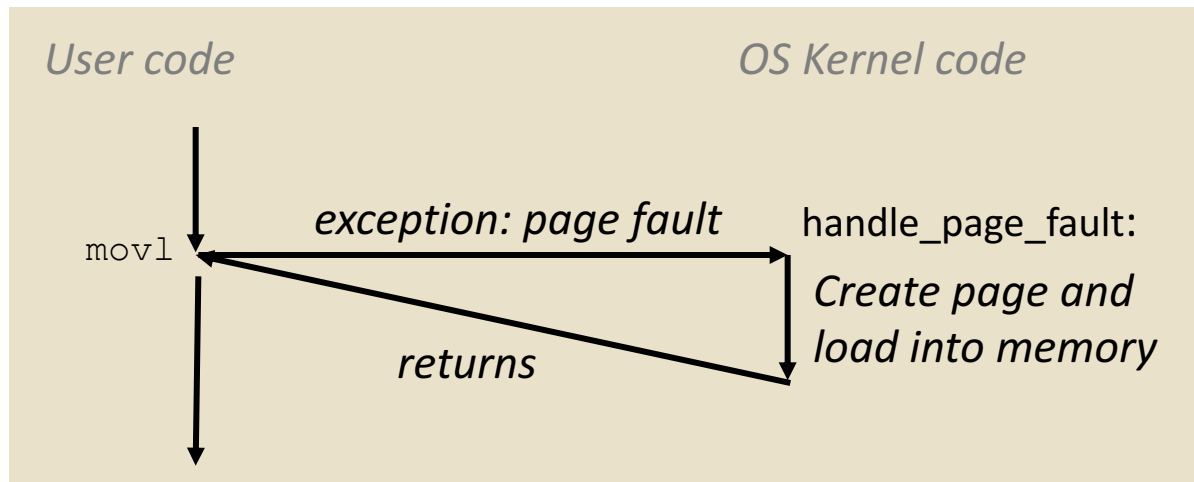 User code
OS Kernel code
exception: page fault
handle_page_fault:
movl
Create page and
load into memory
returns